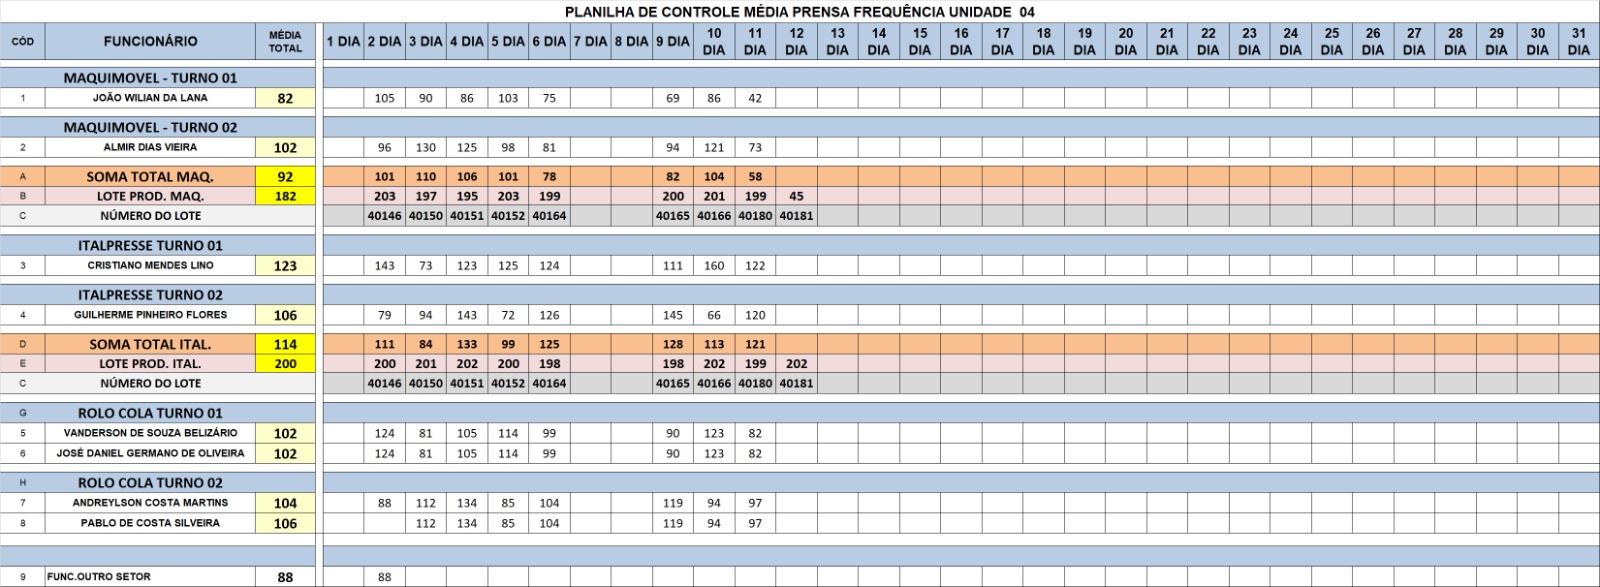 PLANILHA DE CONTROLE MÉDIA PRENSA FREQUÊNCIA UNIDADE 04
CÓD FUNCIONÁRIO MÉDIA TOTAL 1 DIA 2 DIA 3 DIA 4 DIA 5 DIA 6 DIA 7 DIA 8 DIA 9 DIA 10 DIA 11 DIA 12 DIA 13 DIA 14 DIA 15 DIA 16 DIA 17 DIA 18 DIA 19 DIA 20 DIA 21 DIA 22 DIA 23 DIA 24 DIA 25 DIA 26 DIA 27 DIA 28 DIA 29 DIA 30 DIA 31 DIA
MAQUIMOVEL - TURNO 01
1 JOÃO WILIAN DA LANA 82 105 90 86 103 75 69 86 42
MAQUIMOVEL - TURNO 02
2 ALMIR DIAS VIEIRA 102 96 130 125 98 81 94 121 73
A SOMA TOTAL MAQ. 92 101 110 106 101 78 82 104 58
B LOTE PROD. MAQ. 182 203 197 195 203 199 200 201 199 45
C NÚMERO DO LOTE 40146 40150 40151 40152 40164 40165 40166 40180 40181
ITALPRESSE TURNO 01
3 CRISTIANO MENDES LINO 123 143 73 123 125 124 111 160 122
ITALPRESSE TURNO 02
4 GUILHERME PINHEIRO FLORES 106 79 94 143 72 126 145 66 120
D SOMA TOTAL ITAL. 114 111 84 133 99 125 128 113 121
E LOTE PROD. ITAL. 200 200 201 202 200 198 198 202 199 202
C NÚMERO DO LOTE 40146 40150 40151 40152 40164 40165 40166 40180 40181
G ROLO COLA TURNO 01
5 VANDERSON DE SOUZA BELIZÁRIO 102 124 81 105 114 99 90 123 82
6 JOSÉ DANIEL GERMANO DE OLIVEIRA 102 124 81 105 114 99 90 123 82
H ROLO COLA TURNO 02
7 ANDREYLSON COSTA MARTINS 104 88 112 134 85 104 119 94 97
8 PABLO DE COSTA SILVEIRA 106 112 134 85 104 119 94 97
9 FUNC.OUTRO SETOR 88 88